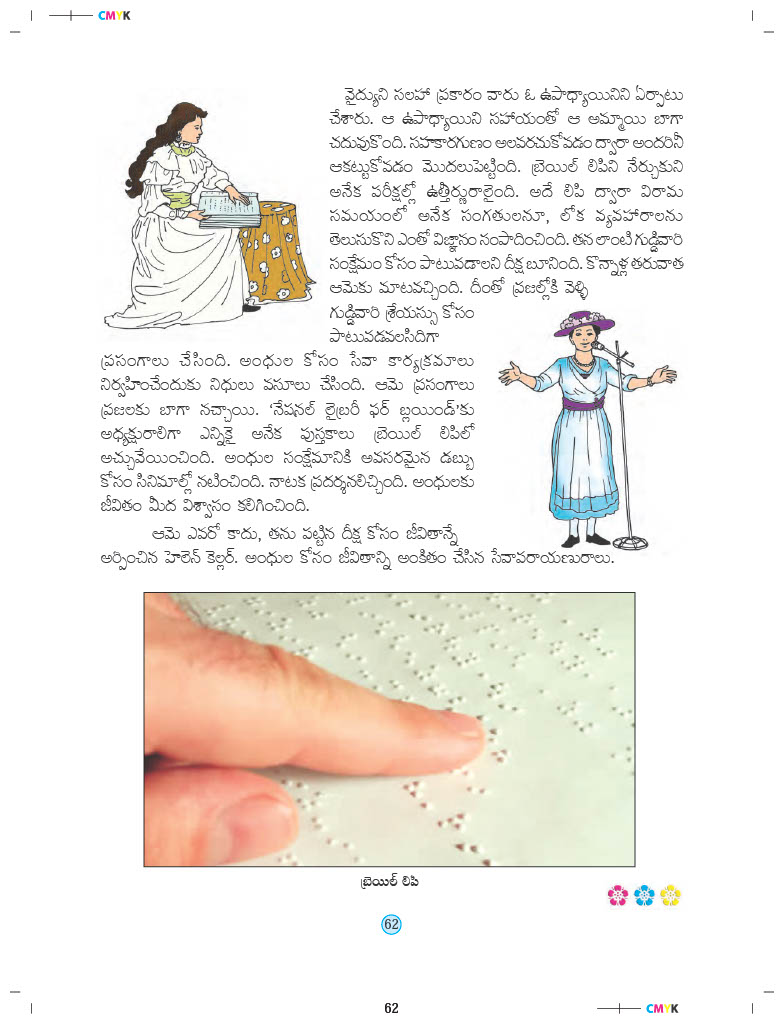 CMYK
వైద్యుని సలహా ప్రకారం వారు ఓ ఉపాధ్యాయినిని ఏర్పాటు
చేశారు. ఆ ఉపాధ్యాయిని సహాయంతో ఆ అమ్మాయి బాగా
చదువుకొంది. సహకారగుణం అలవరచుకోవడం ద్వారా అందరినీ
ఆకట్టుకోవడం మొదలుపెట్టింది. బ్రెయిల్ లిపిని నేర్చుకుని
అనేక పరీక్షల్లో ఉత్తీర్ణురాలైంది. అదే లిపి ద్వారా విరామ
సమయంలో అనేక సంగతులనూ, లోక వ్యవహారాలను
తెలుసుకొని ఎంతో విజ్ఞానం సంపాదించింది. తన లాంటి గుడ్డివారి
సంక్షేమం కోసం పాటుపడాలని దీక్ష బూనింది. కొన్నాళ్ల తరువాత
ఆమెకు మాటవచ్చింది. దీంతో ప్రజల్లోకి వెళ్ళి
గుడ్డివారి శ్రేయస్సు కోసం
పాటుపడవలసిదిగా
ప్రసంగాలు చేసింది. అంధుల కోసం సేవా కార్యక్రమాలు
నిర్వహించేందుకు నిధులు వసూలు చేసింది. ఆమె ప్రసంగాలు
ప్రజలకు బాగా నచ్చాయి. ‘నేషనల్ లైబ్రరీ ఫర్ బ్లయిండ్’కు
అధ్యక్షురాలిగా ఎన్నికై అనేక పుస్తకాలు బ్రెయిల్ లిపిలో
అచ్చువేయించింది. అంధుల సంక్షేమానికి అవసరమైన డబ్బు
కోసం సినిమాల్లో నటించింది. నాటక ప్రదర్శనలిచ్చింది. అంధులకు
జీవితం మీద విశ్వాసం కలిగించింది.
ఆమె ఎవరో కాదు, తను పట్టిన దీక్ష కోసం జీవితాన్నే
అర్పించిన హెలెన్ కెల్లర్. అంధుల కోసం జీవితాన్ని అంకితం చేసిన సేవాపరాయణురాలు.
బ్రెయిల్ లిపి
62
62
CMYK